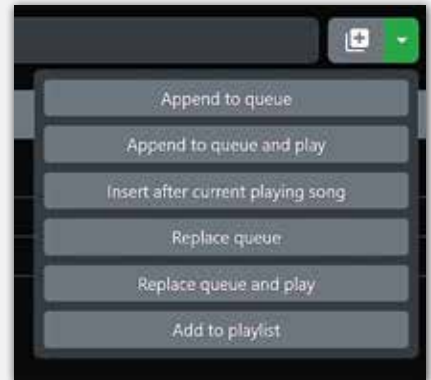 Append to queue
Append to queue and play
Insert after current playing song
Replace queue
Replace queue and play
Add to playlist